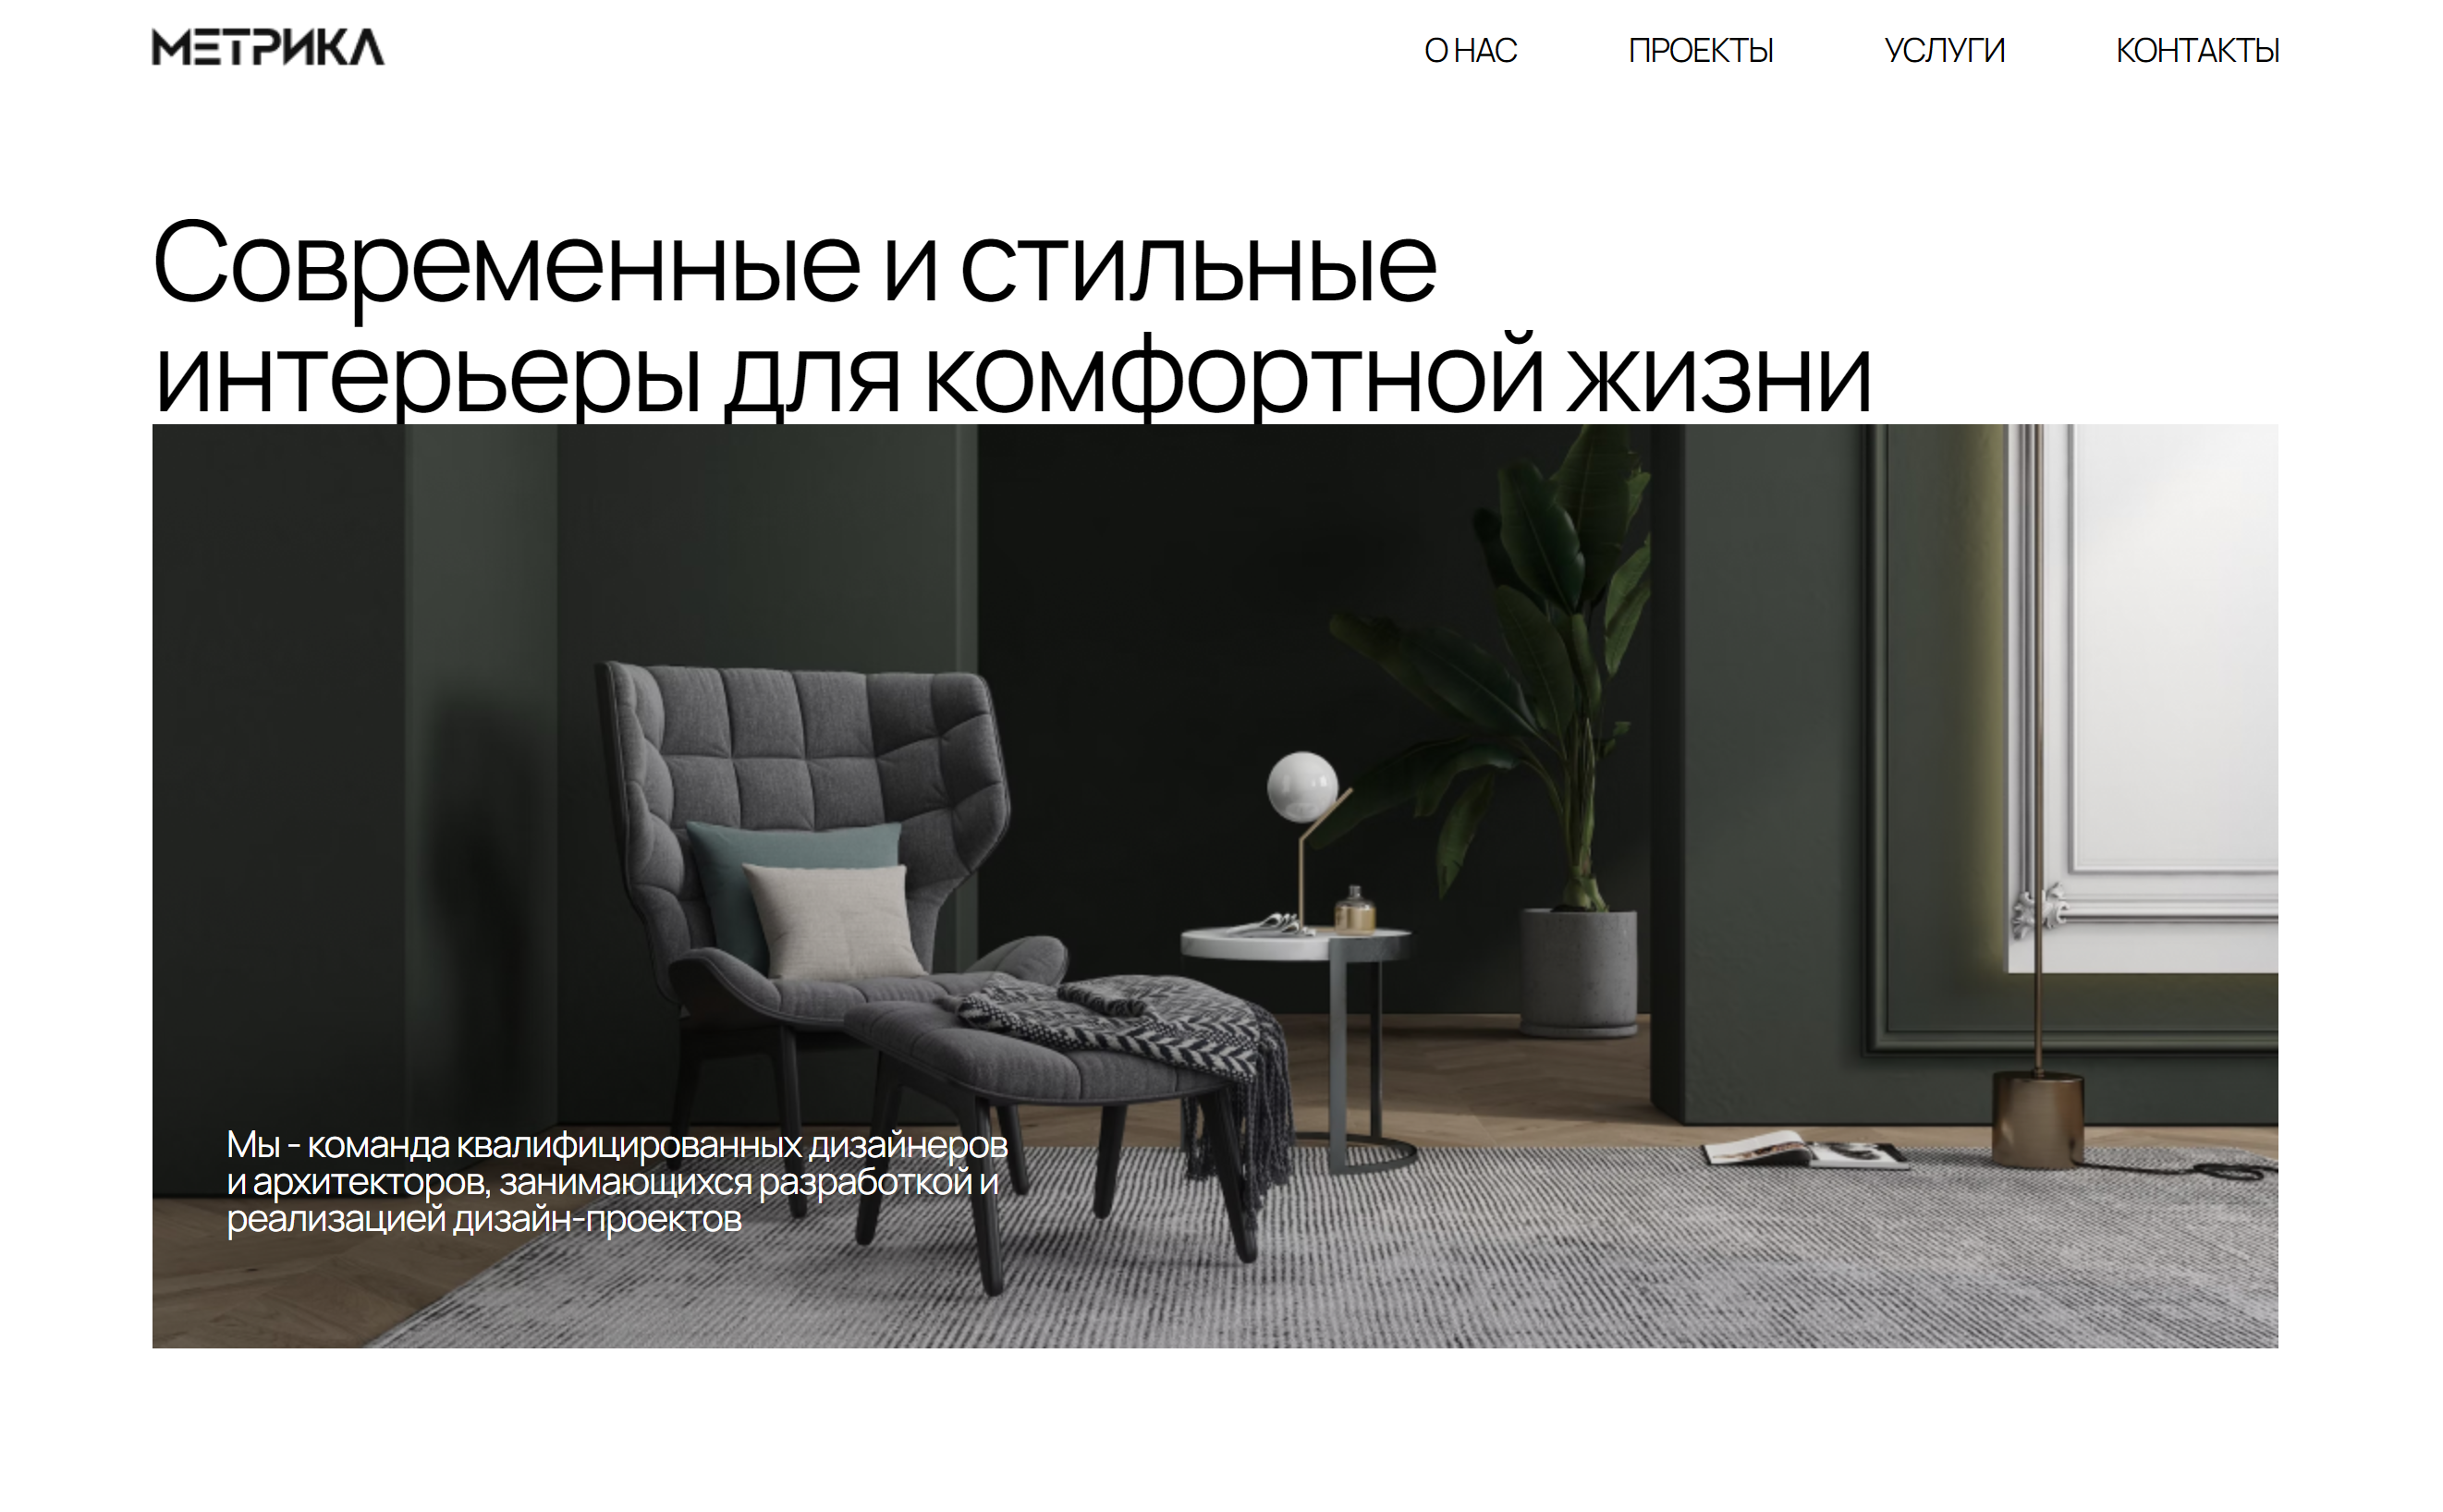 МЕТРИКА
О НАС ПРОЕКТЫ УСЛУГИ КОНТАКТЫ
Современные и стильные
интерьеры для комфортной жизни
Мы - команда квалифицированных дизайнеров
и архитекторов, занимающихся разработкой и
реализацией дизайн-проектов